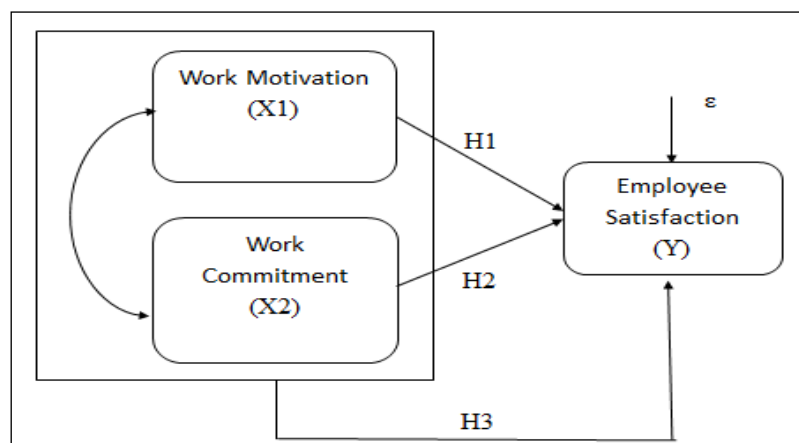 Work Motivation
(X1)
H1
ε
Employee
Satisfaction
(Y)
Work
Commitment
(X2)
H2
H3